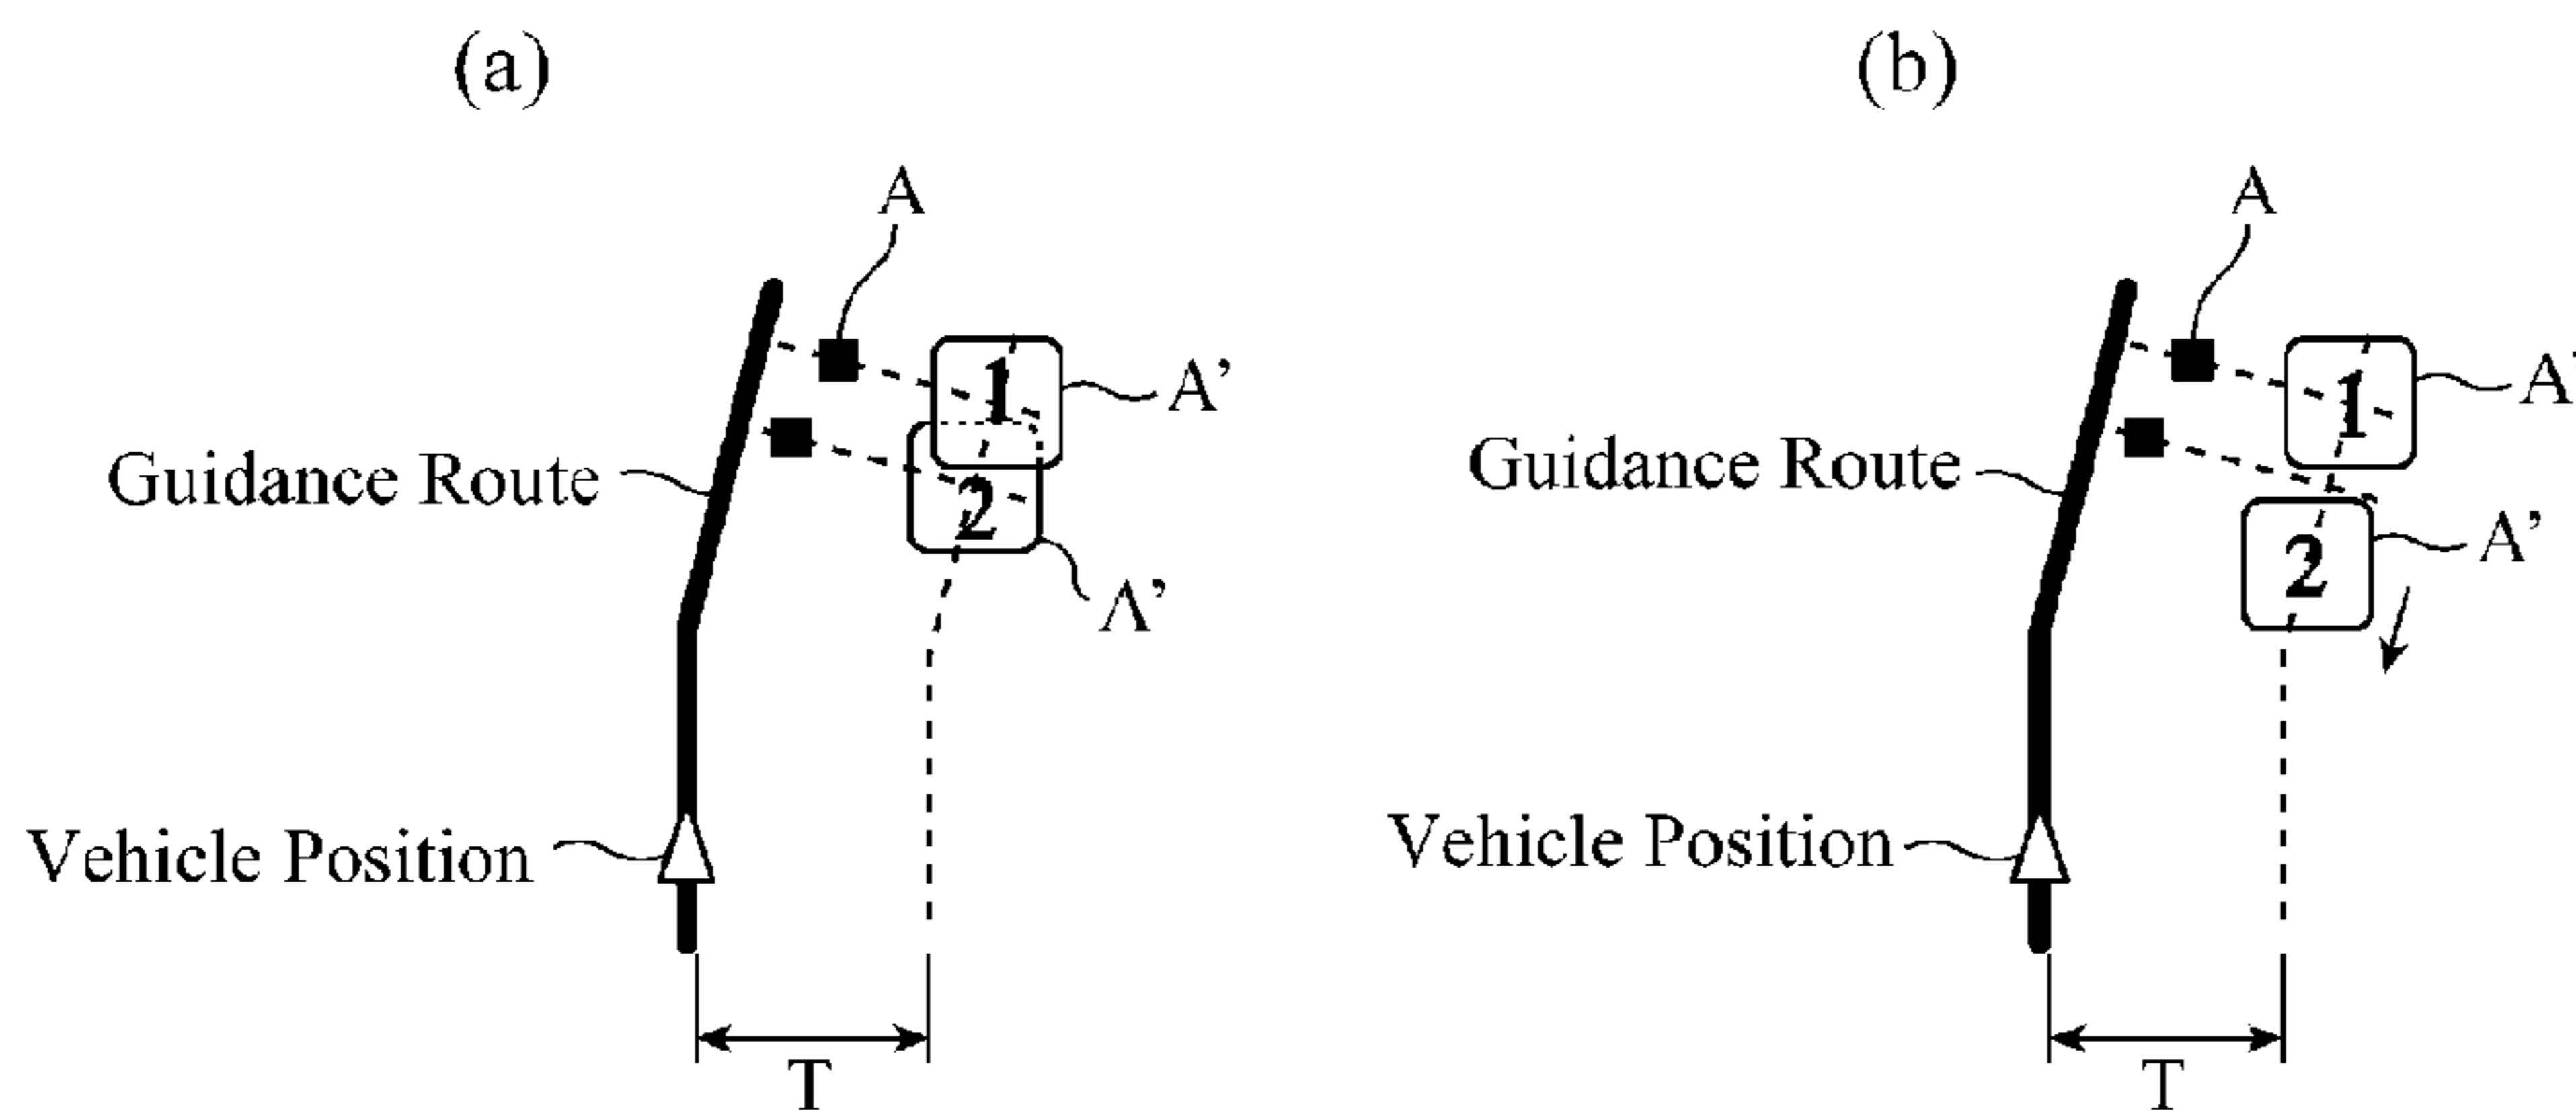 (a)
A
1
A’
Guidance Route
2
A’
Vehicle Position
T
(b)
A
1
A’
Guidance Route
2
A’
Vehicle Position
T